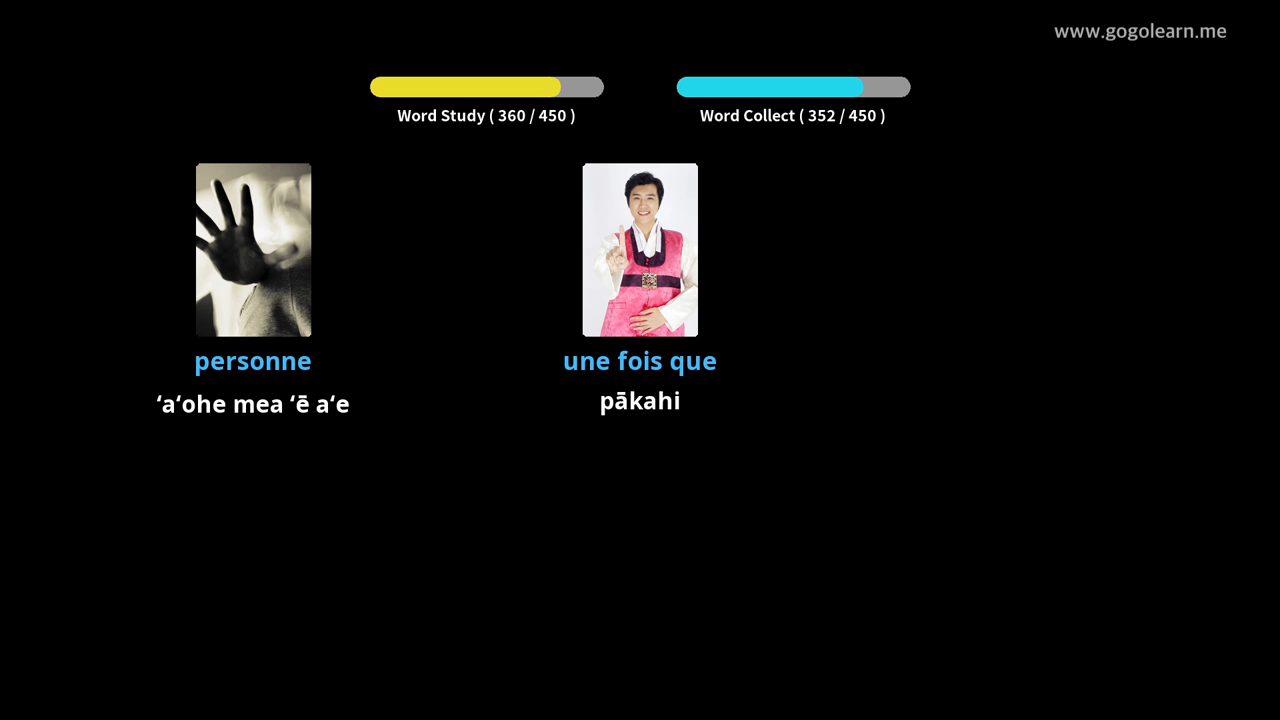 www.gogolearn.me
Word Study ( 360 / 450 )
Word Collect ( 352 / 450 )
personne
ʻaʻohe mea ʻē aʻe
une fois que
pākahi